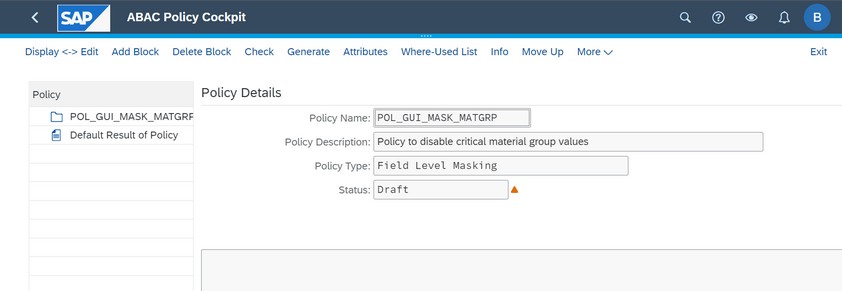 SAP ABAC Policy Cockpit B
Display <-> Edit Add Block Delete Block Check Generate Attributes Where-Used List Info Move Up More Exit
Policy
POL_GUI_MASK_MATGRP
Default Result of Policy
Policy Details
Policy Name: POL_GUI_MASK_MATGRP
Policy Description: Policy to disable critical material group values
Policy Type: Field Level Masking
Status: Draft